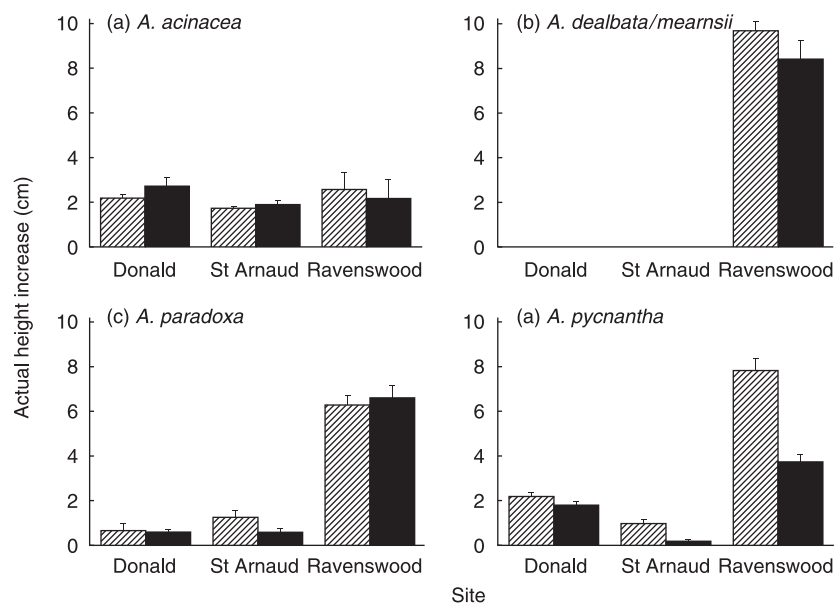 (a) A. acinacea
(b) A. dealbata/mearnsii
10
8
6
4
2
0
Donald St Arnaud Ravenswood
Donald St Arnaud Ravenswood
Actual height increase (cm)
(c) A. paradoxa
(a) A. pycnantha
10
8
6
4
2
0
10
8
6
4
2
0
10
8
6
4
2
0
Donald St Arnaud Ravenswood
Donald St Arnaud Ravenswood
Site